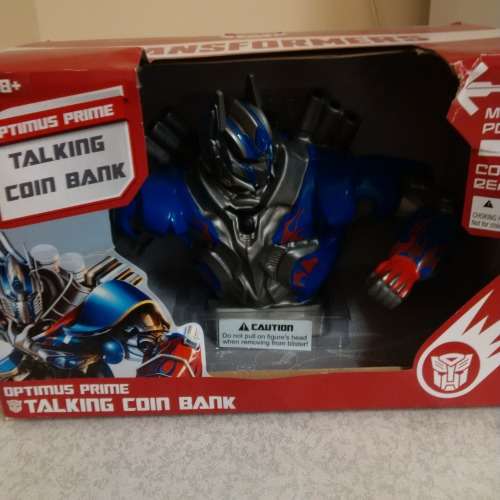 TRANSFORMERS
8+
OPTIMUS PRIME
TALKING
COIN BANK
CAUTION
Do not pull on figure's head
when removing from blister!
OPTIMUS PRIME
TALKING COIN BANK